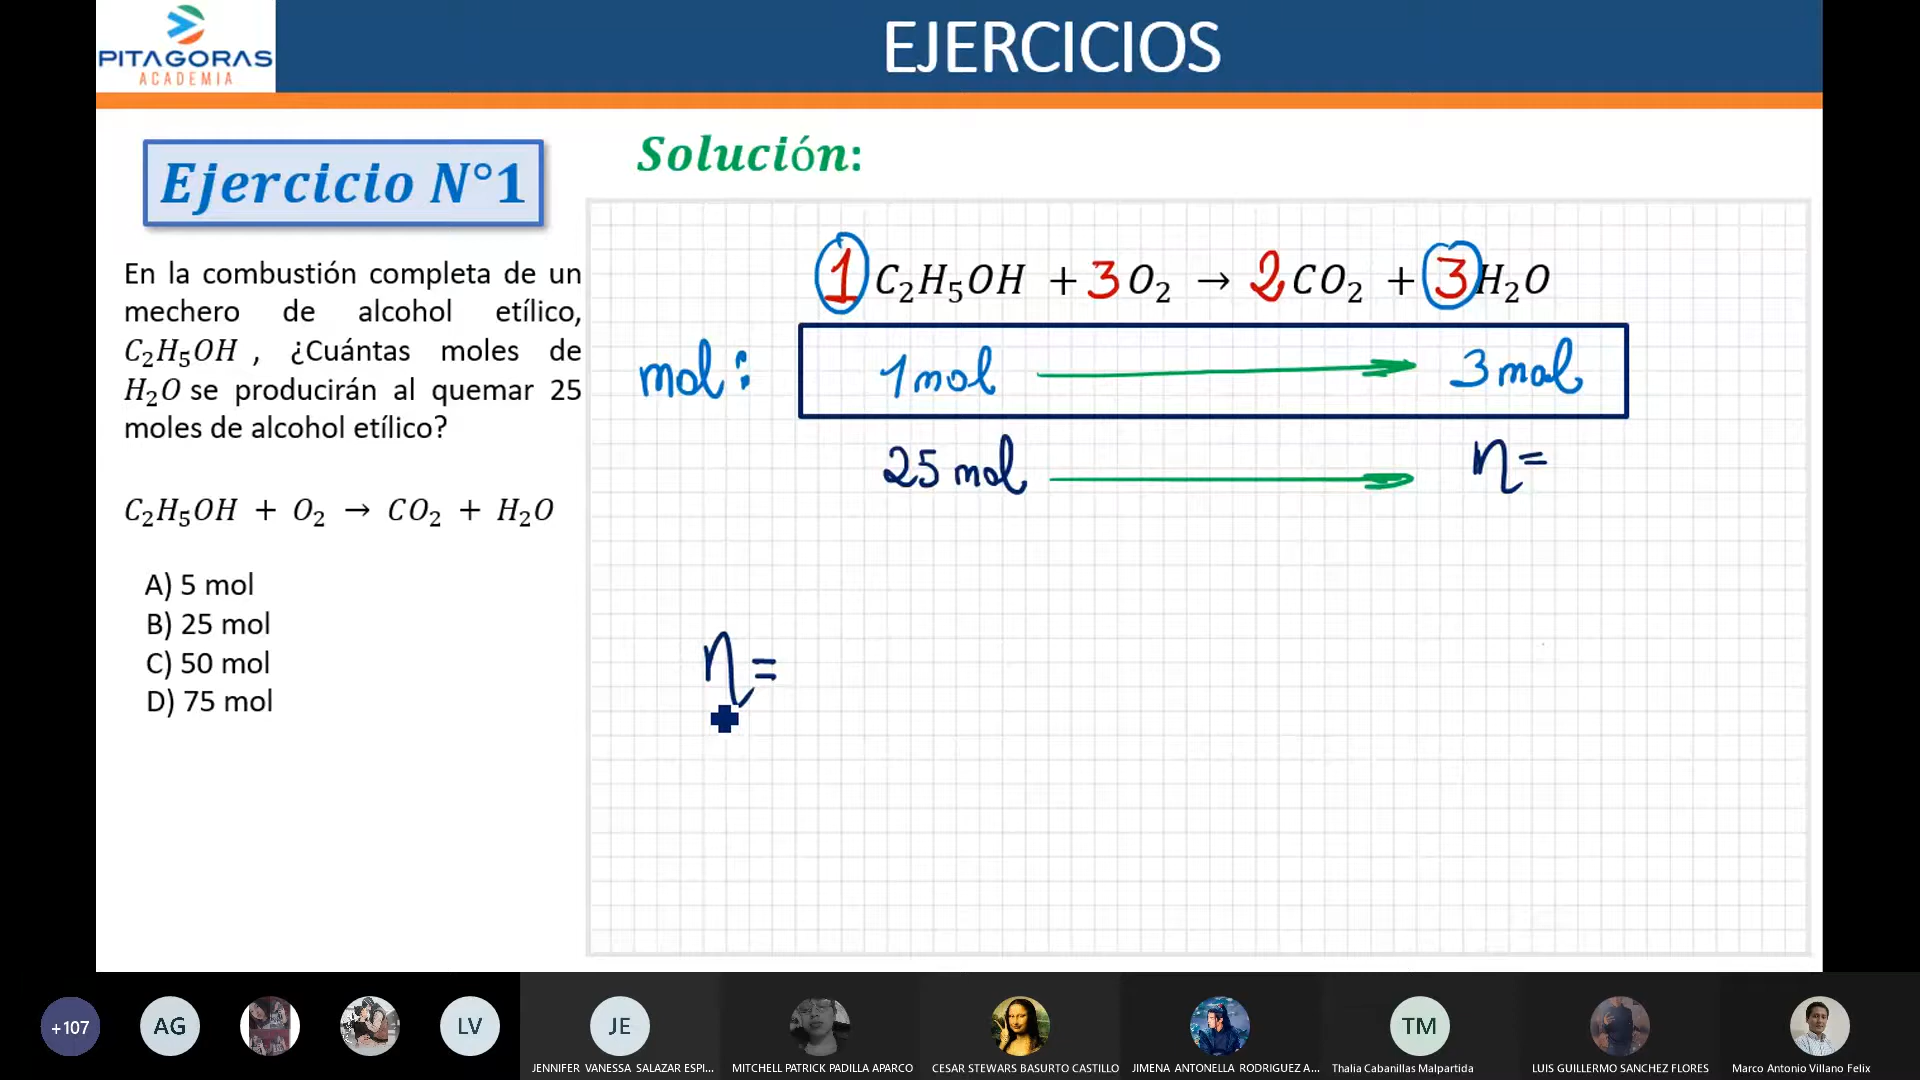 PITAGORAS
ACADEMIA
EJERCICIOS
Ejercicio N°1
En la combustión completa de un
mechero de alcohol etílico,
C₂H₅OH , ¿Cuántas moles de
H₂O se producirán al quemar 25
moles de alcohol etílico?
C₂H₅OH + O₂ → CO₂ + H₂O
A) 5 mol
B) 25 mol
C) 50 mol
D) 75 mol
Solución:
1 C₂H₅OH + 3 O₂ → 2 CO₂ + 3 H₂O
mol: 1 mol → 3 mol
25 mol → n=
n=
+107
AG
LV
JE
TM
JENNIFER VANESSA SALAZAR ESPI...
MITCHELL PATRICK PADILLA APARCO
CESAR STEWARS BASURTO CASTILLO
JIMENA ANTONELLA RODRIGUEZ A...
Thalia Cabanillas Malpartida
LUIS GUILLERMO SANCHEZ FLORES
Marco Antonio Villano Felix